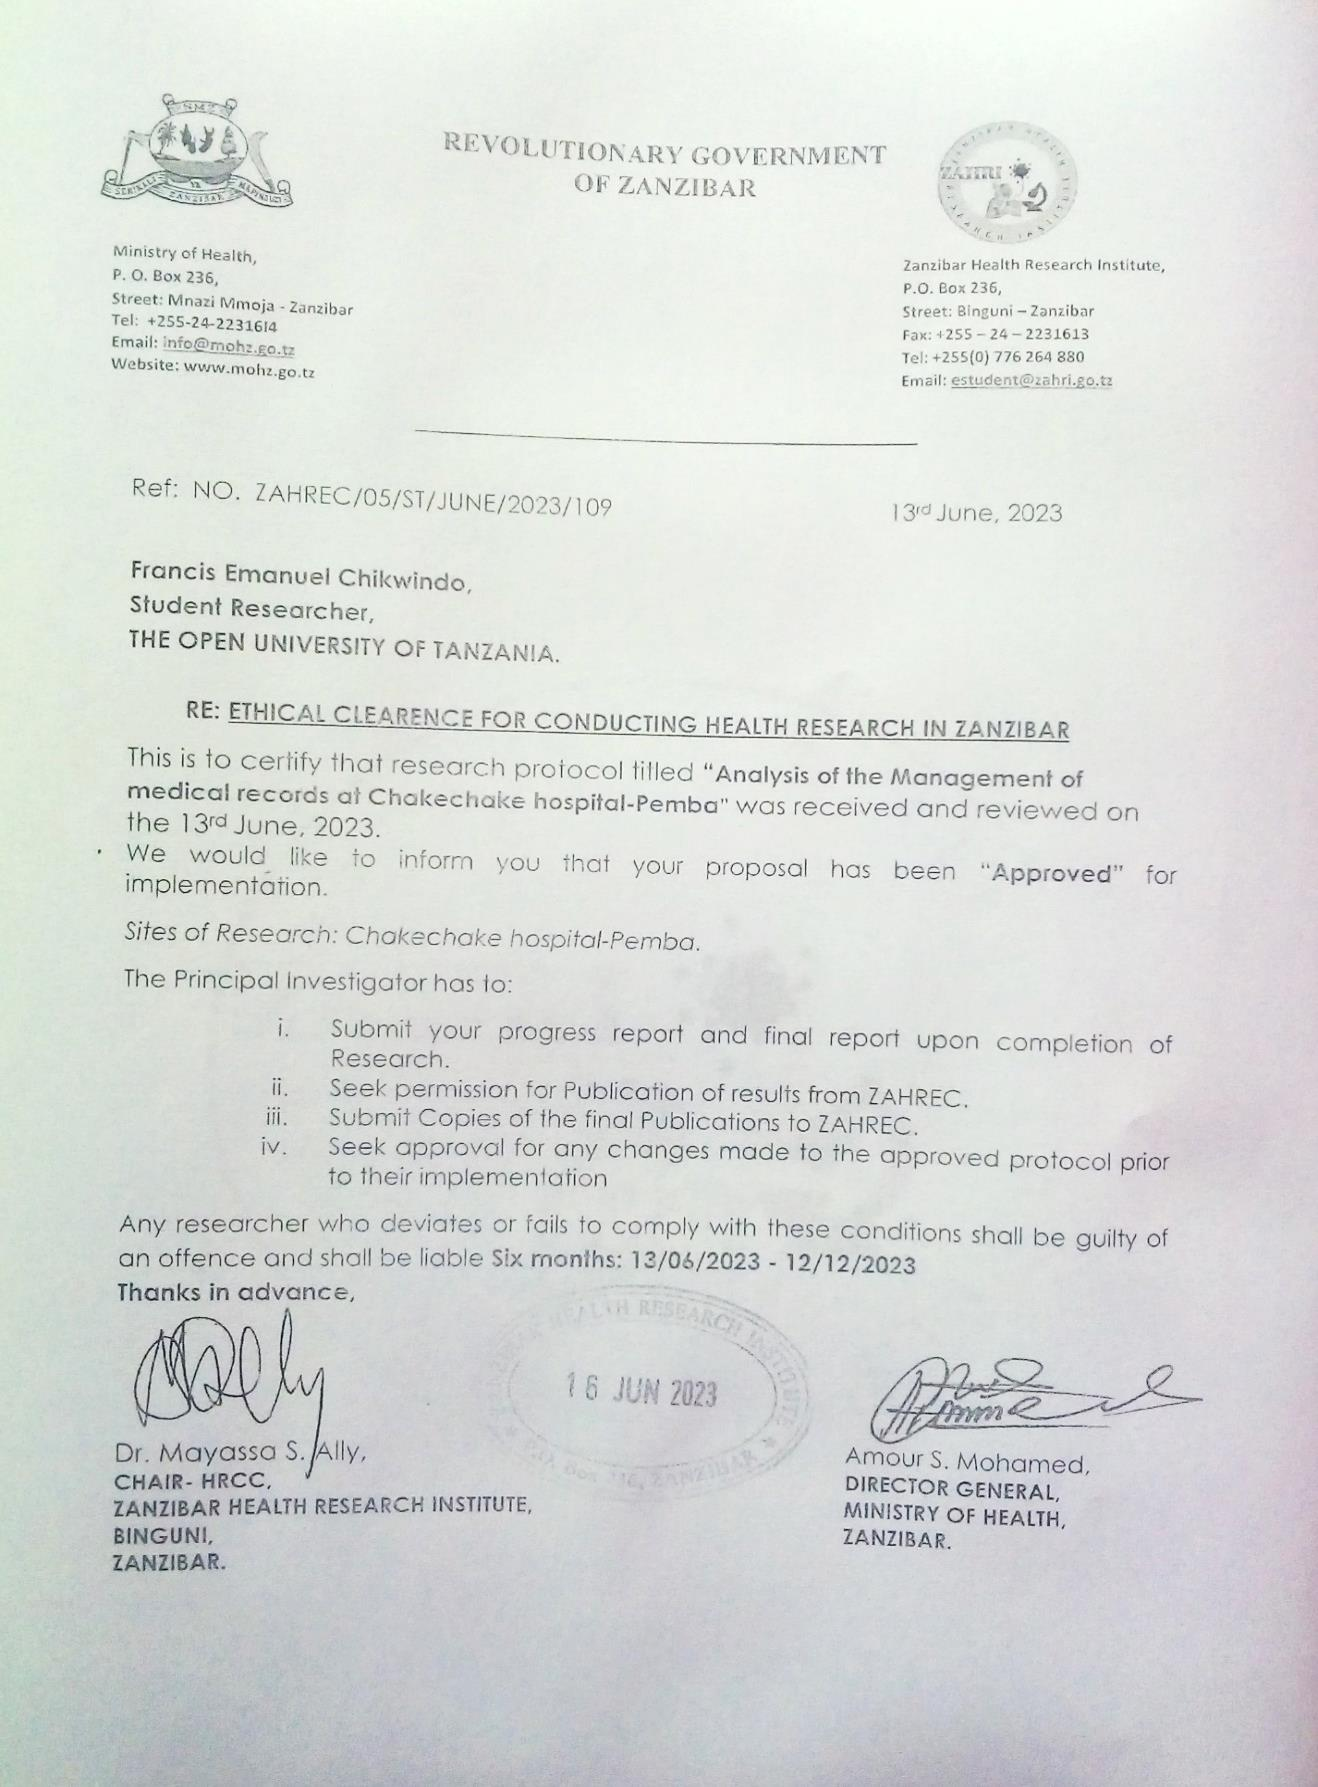 SMZ
SERIKALI YA MAPINDUZI
ZANZIBAR
REVOLUTIONARY GOVERNMENT
OF ZANZIBAR
ZAHRI
Ministry of Health,
P. O. Box 236,
Street: Mnazi Mmoja - Zanzibar
Tel: +255-24-2231614
Email: info@mohz.go.tz
Website: www.mohz.go.tz
Zanzibar Health Research Institute,
P.O. Box 236,
Street: Binguni – Zanzibar
Fax: +255 – 24 – 2231613
Tel: +255(0) 776 264 880
Email: estudent@zahri.go.tz
Ref: NO. ZAHREC/05/ST/JUNE/2023/109
13rd June, 2023
Francis Emanuel Chikwindo,
Student Researcher,
THE OPEN UNIVERSITY OF TANZANIA.
RE: ETHICAL CLEARENCE FOR CONDUCTING HEALTH RESEARCH IN ZANZIBAR
This is to certify that research protocol titled “Analysis of the Management of
medical records at Chakechake hospital-Pemba" was received and reviewed on
the 13rd June, 2023.
We would like to inform you that your proposal has been “Approved” for
implementation.
Sites of Research: Chakechake hospital-Pemba.
The Principal Investigator has to:
i. Submit your progress report and final report upon completion of
Research.
ii. Seek permission for Publication of results from ZAHREC.
iii. Submit Copies of the final Publications to ZAHREC.
iv. Seek approval for any changes made to the approved protocol prior
to their implementation
Any researcher who deviates or fails to comply with these conditions shall be guilty of
an offence and shall be liable Six months: 13/06/2023 - 12/12/2023
Thanks in advance,
HEALTH RESEARCH INSTITUTE
16 JUN 2023
Box 236, ZANZIBAR
Dr. Mayassa S. Ally,
CHAIR- HRCC,
ZANZIBAR HEALTH RESEARCH INSTITUTE,
BINGUNI,
ZANZIBAR.
Amour S. Mohamed,
DIRECTOR GENERAL,
MINISTRY OF HEALTH,
ZANZIBAR.